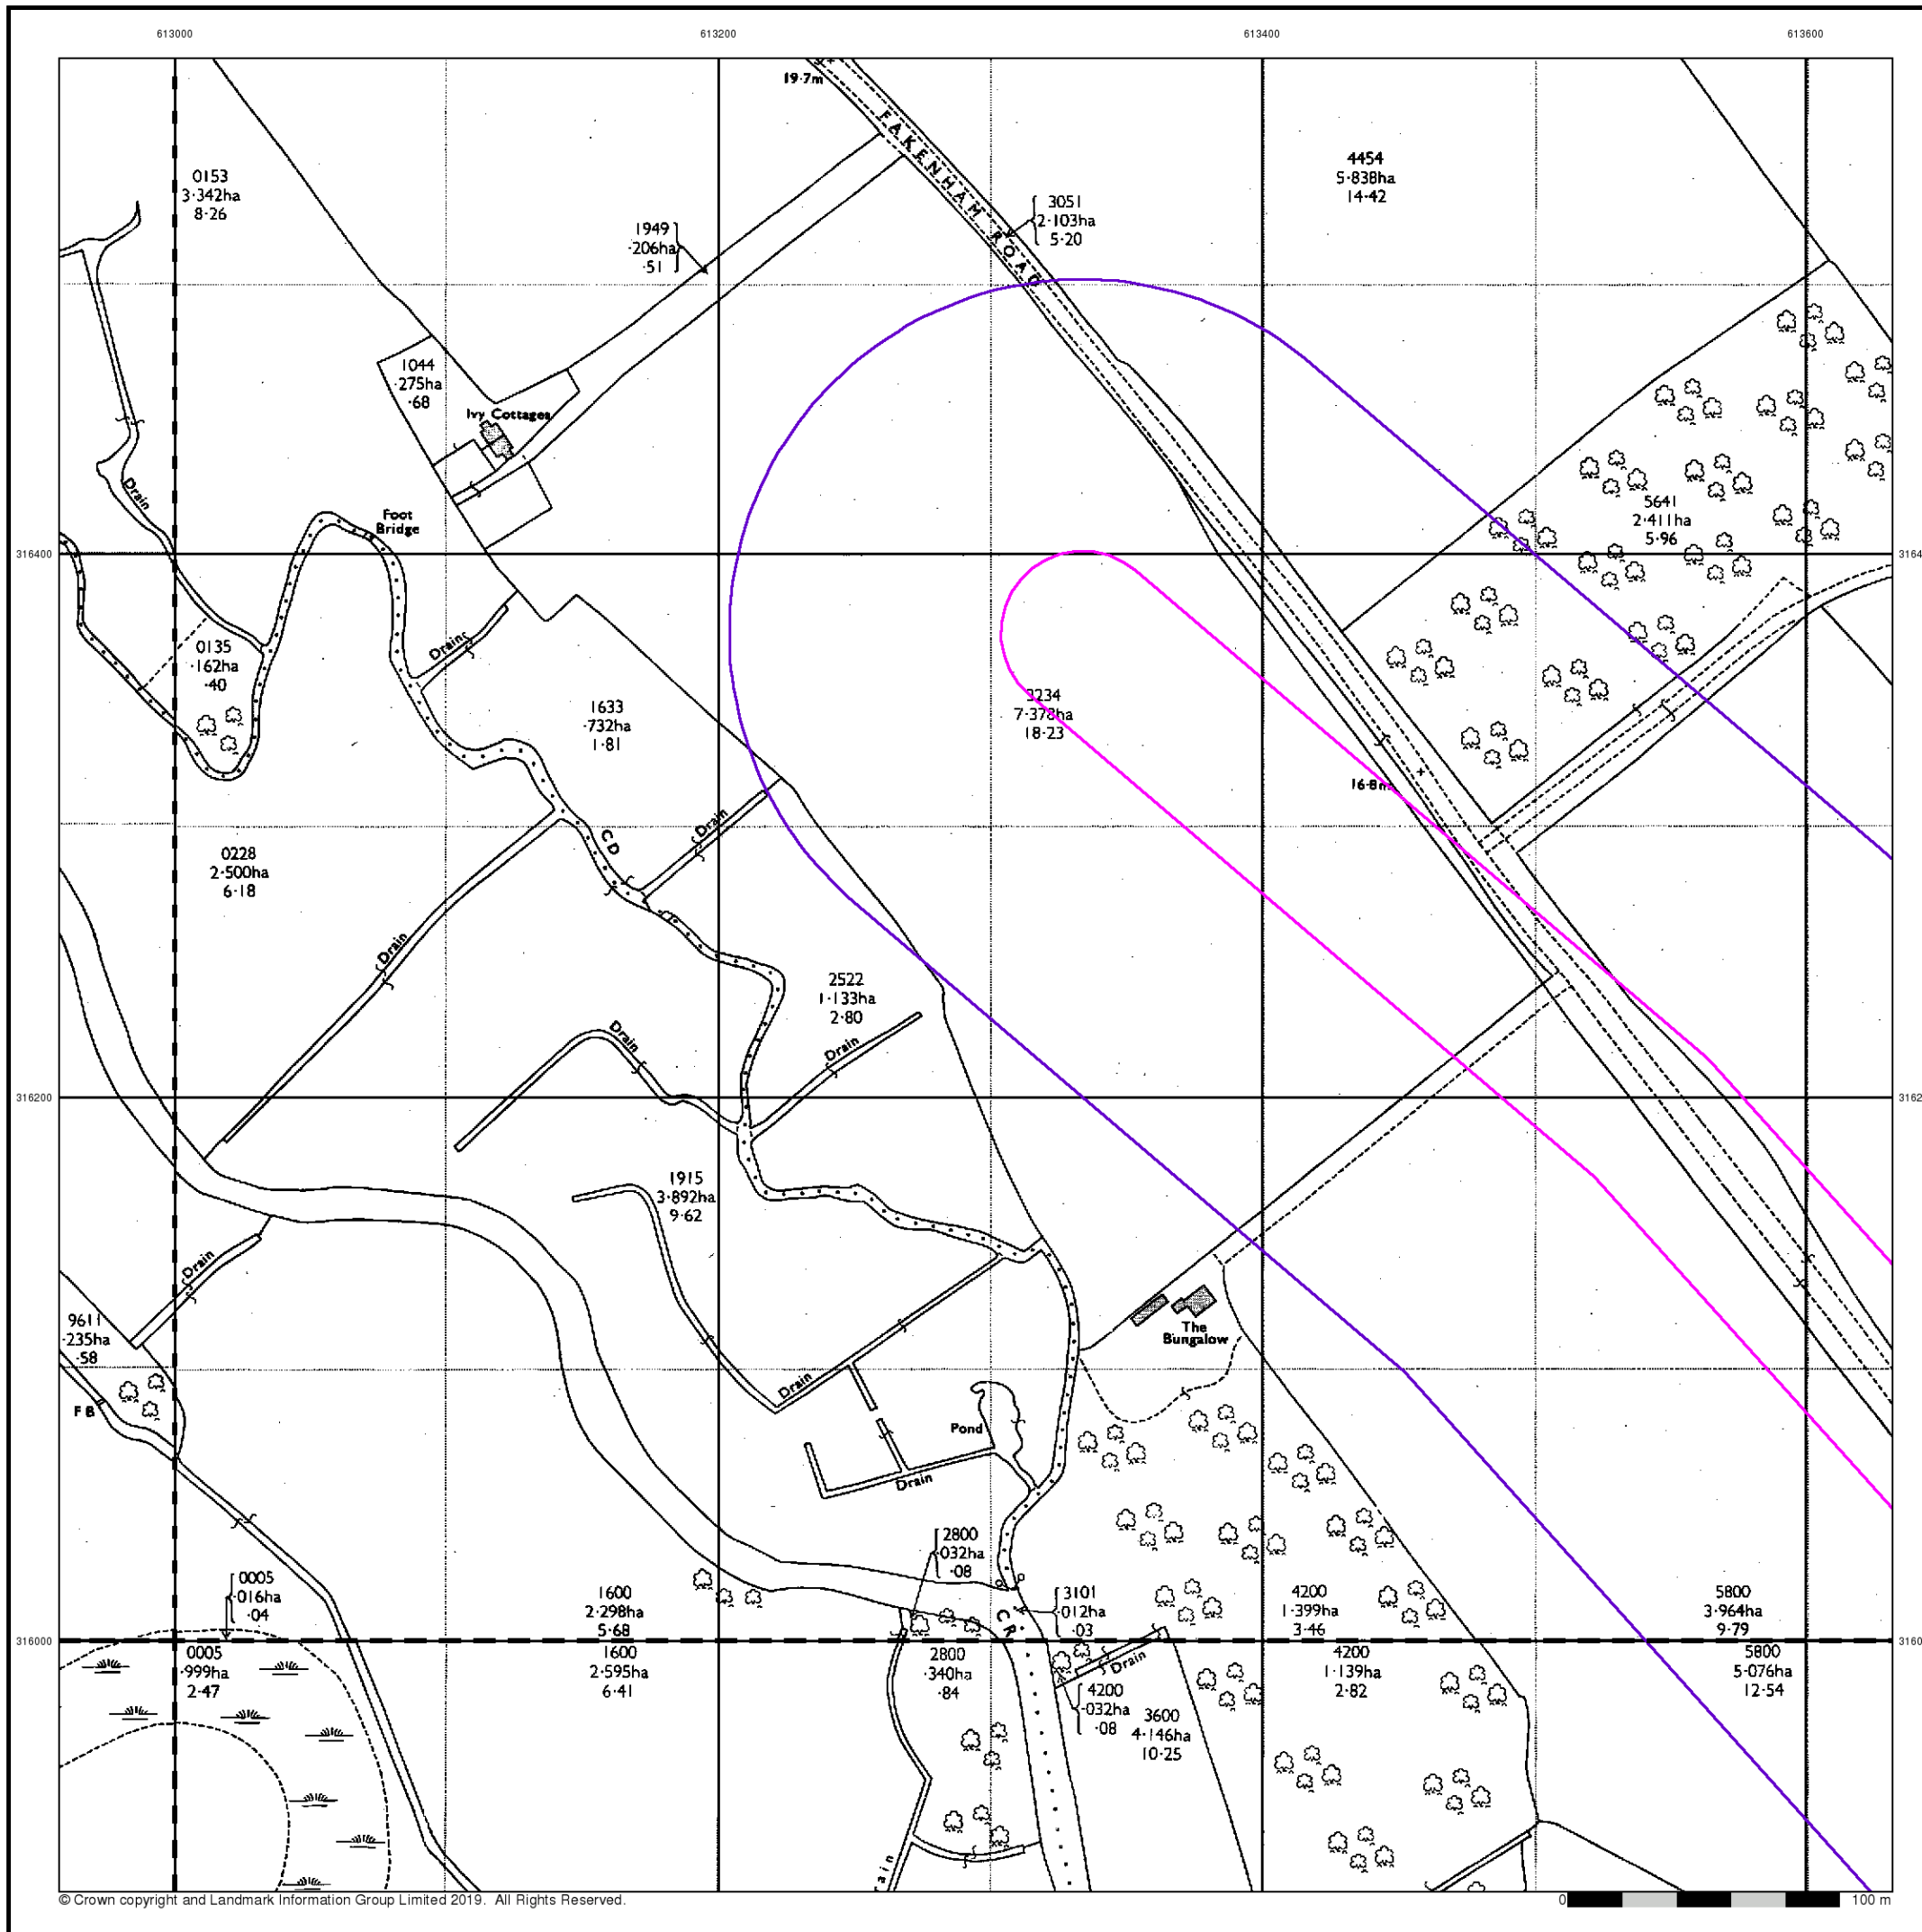 613000
613200
613400
613600
19·7m
FAKENHAM ROAD
0153
3·342ha
8·26
4454
5·838ha
14·42
3051
2·103ha
5·20
1949
·206ha
·51
1044
·275ha
·68
Ivy Cottages
Drain
Foot
Bridge
5641
2·411ha
5·96
316400
3164
Drain
0135
·162ha
·40
1633
·732ha
1·81
3234
7·378ha
18·23
16·8m
CD
Drain
0228
2·500ha
6·18
Drain
2522
1·133ha
2·80
Drain
Drain
316200
3162
1915
3·892ha
9·62
Drain
9611
·235ha
·58
The
Bungalow
Drain
FB
Pond
Drain
2800
·032ha
·08
0005
·016ha
·04
1600
2·298ha
5·68
3101
·012ha
·03
4200
1·399ha
3·46
5800
3·964ha
9·79
CR
316000
3160
0005
·999ha
2·47
1600
2·595ha
6·41
2800
·340ha
·84
Drain
4200
·032ha
·08
4200
1·139ha
2·82
5800
5·076ha
12·54
3600
4·146ha
10·25
rain
© Crown copyright and Landmark Information Group Limited 2019. All Rights Reserved.
0
100 m